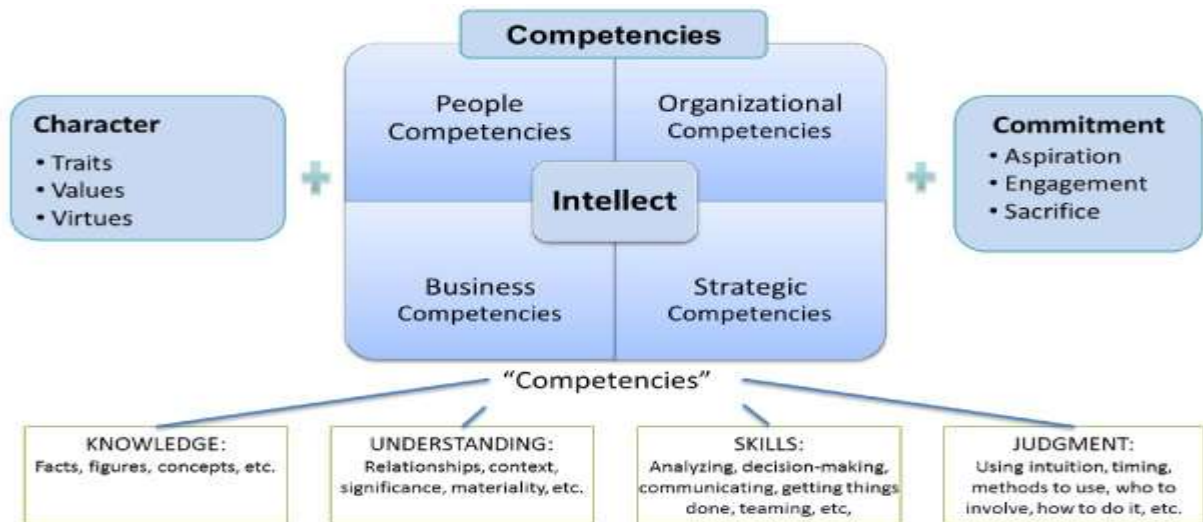 Competencies
Character
• Traits
• Values
• Virtues
People
Competencies
Organizational
Competencies
Intellect
Business
Competencies
Strategic
Competencies
Commitment
• Aspiration
• Engagement
• Sacrifice
“Competencies”
KNOWLEDGE:
Facts, figures, concepts, etc.
UNDERSTANDING:
Relationships, context,
significance, materiality, etc.
SKILLS:
Analyzing, decision-making,
communicating, getting things
done, teaming, etc,
JUDGMENT:
Using intuition, timing,
methods to use, who to
involve, how to do it, etc.